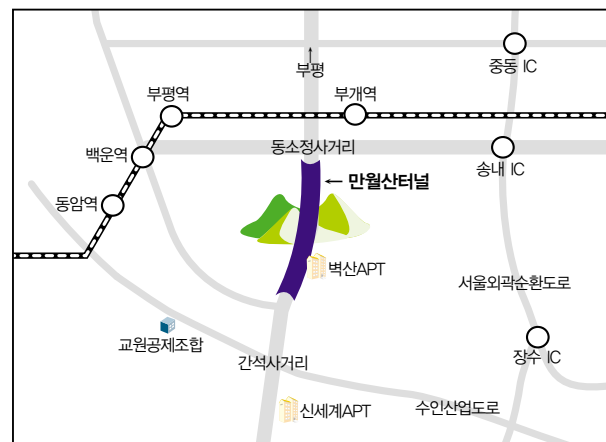 부평
중동 IC
부평역
부개역
백운역
동소정사거리
송내 IC
동암역
만월산터널
벽산APT
서울외곽순환도로
교원공제조합
간석사거리
장수 IC
신세계APT
수인산업도로